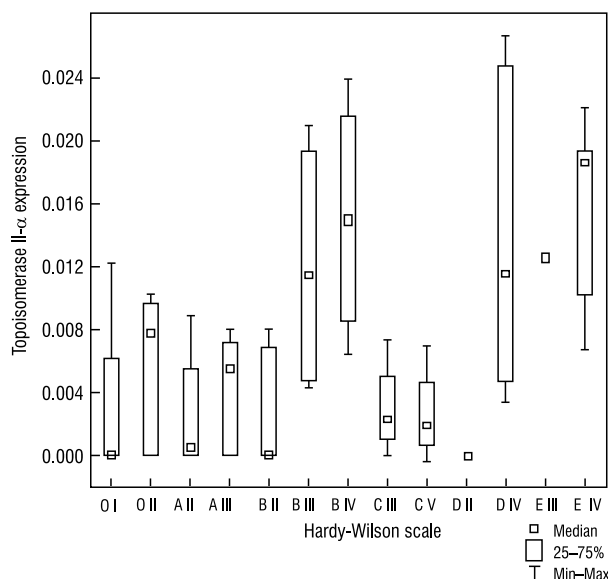 Topoisomerase II-α expression
0.024
0.020
0.016
0.012
0.008
0.004
0.000
O I O II A II A III B II B III B IV C III C V D II D IV E III E IV
Hardy-Wilson scale
Median
25–75%
Min–Max